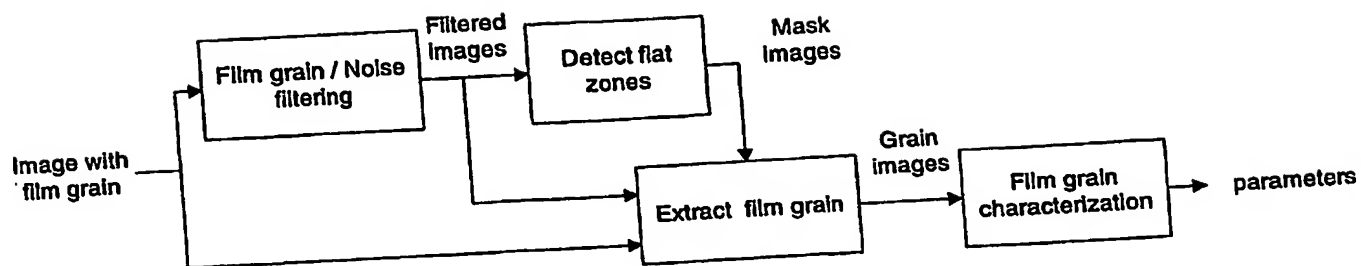 Filtered
images
Mask
images
Film grain / Noise
filtering
Detect flat
zones
Image with
film grain
Grain
images
Extract film grain
Film grain
characterization
parameters